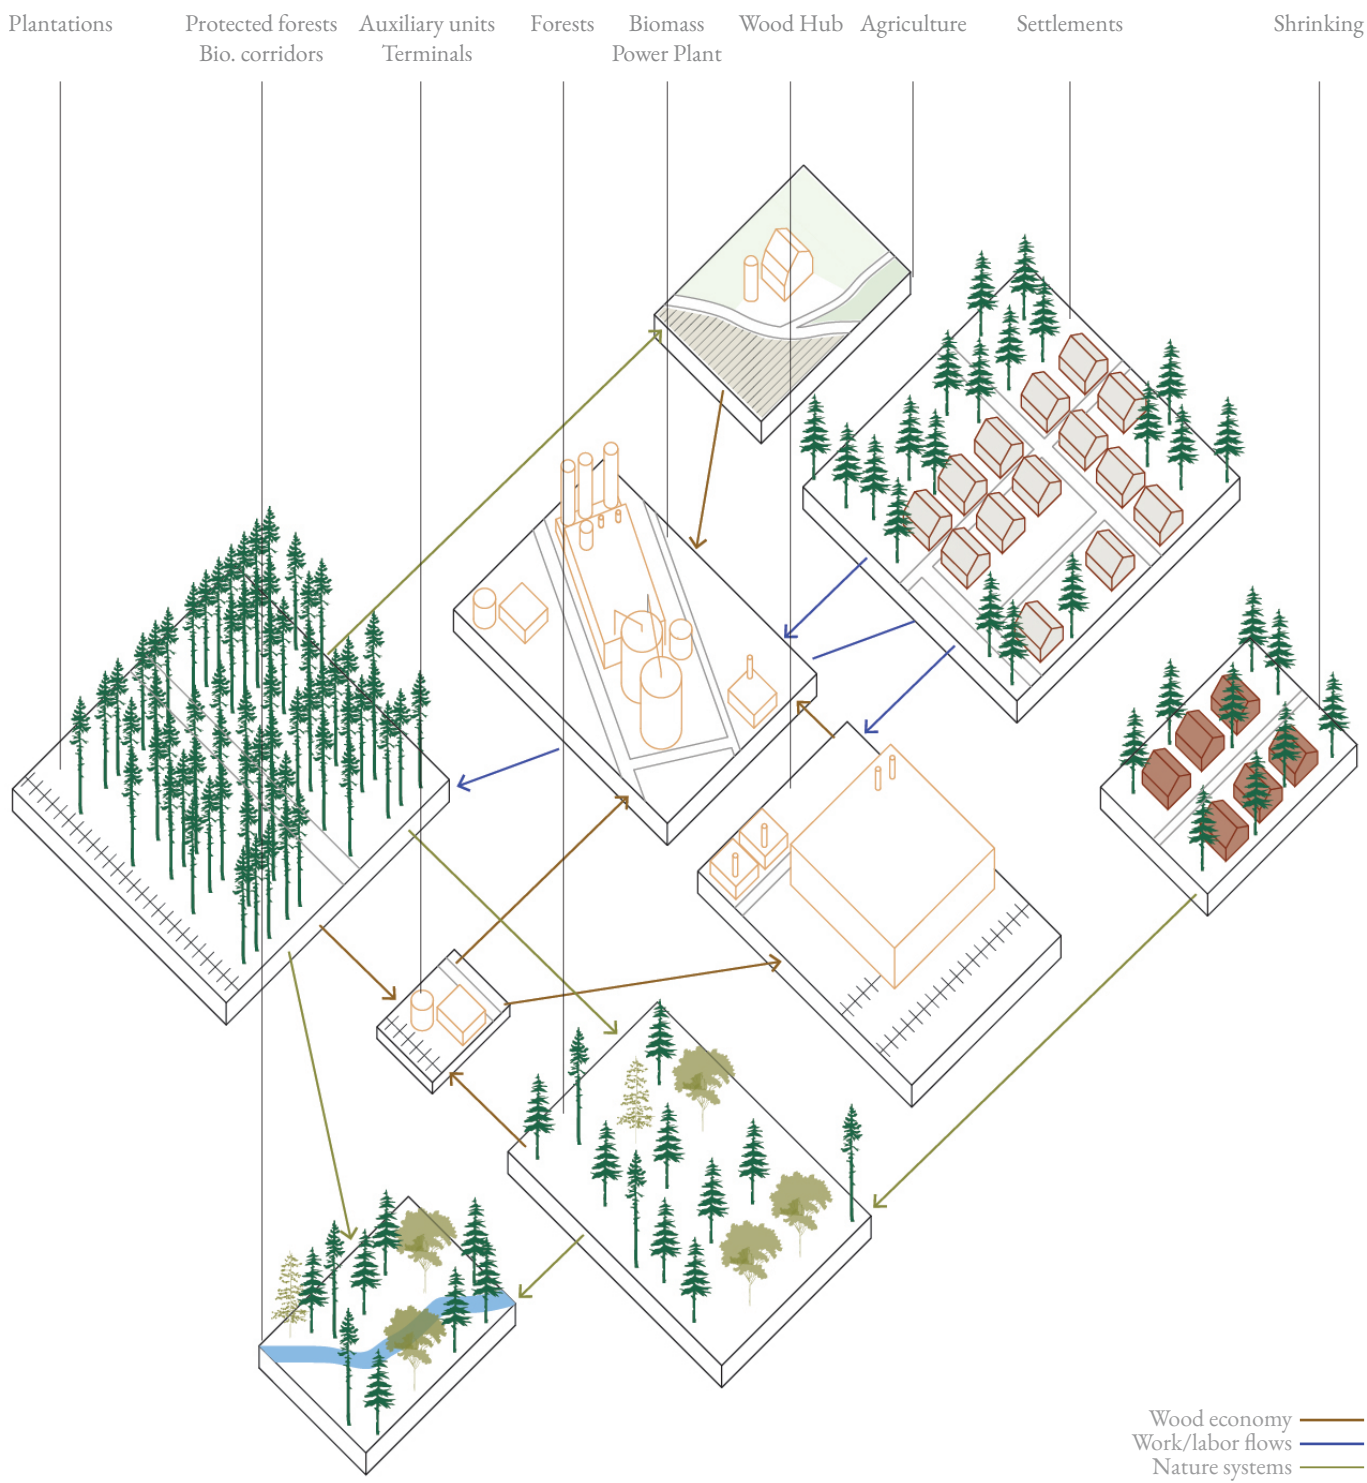 Plantations
Protected forests
Bio. corridors
Auxiliary units
Terminals
Forests
Biomass
Power Plant
Wood Hub
Agriculture
Settlements
Shrinking
Wood economy
Work/labor flows
Nature systems